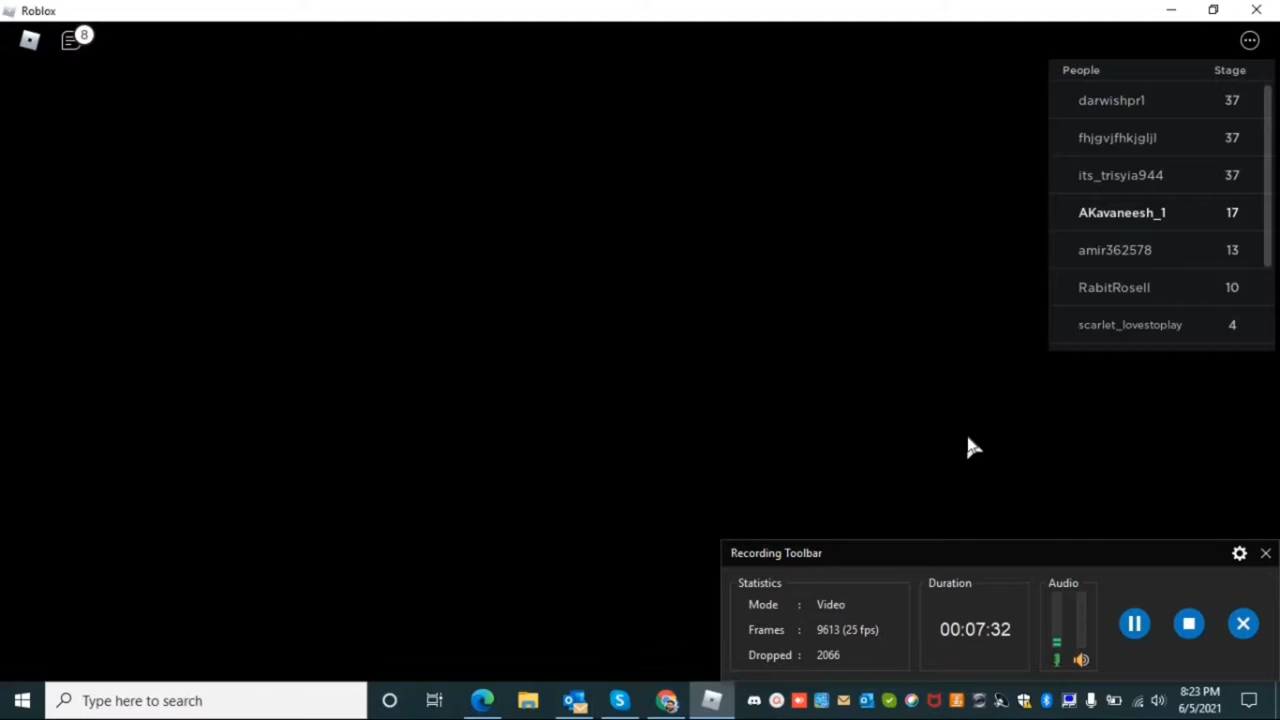 Roblox
8
People Stage
darwishpr1 37
fhjgvjfhkjgljl 37
its_trisyia944 37
AKavaneesh_1 17
amir362578 13
RabitRosell 10
scarlet_lovestoplay 4
Recording Toolbar
Statistics
Mode : Video
Frames : 9613 (25 fps)
Dropped : 2066
Duration
00:07:32
Audio
Type here to search
8:23 PM
6/5/2021